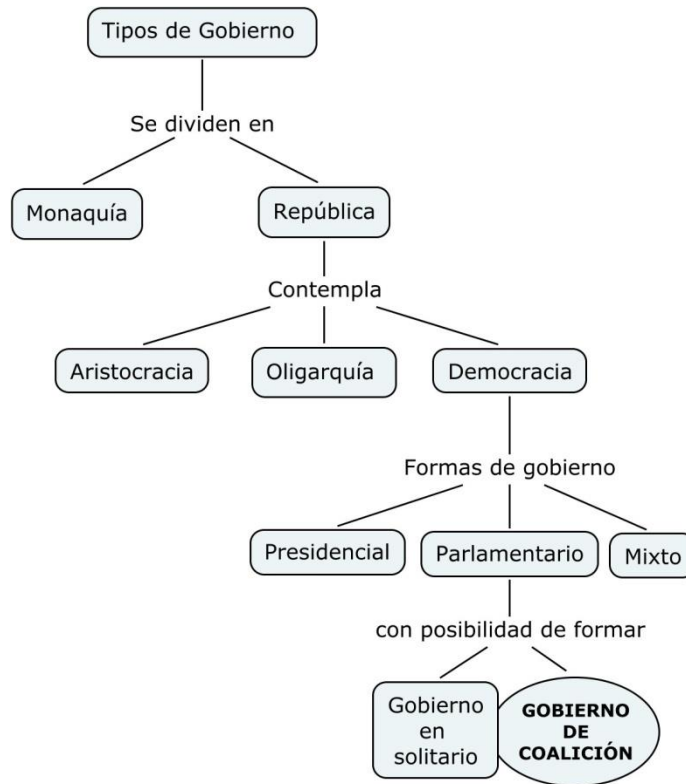 Tipos de Gobierno
Se dividen en
Monaquía
República
Contempla
Aristocracia
Oligarquía
Democracia
Formas de gobierno
Presidencial
Parlamentario
Mixto
con posibilidad de formar
Gobierno
en
solitario
GOBIERNO
DE
COALICIÓN